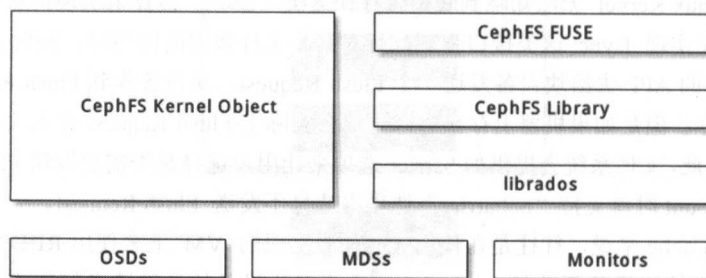 CephFS FUSE
CephFS Kernel Object
CephFS Library
librados
OSDs
MDSs
Monitors